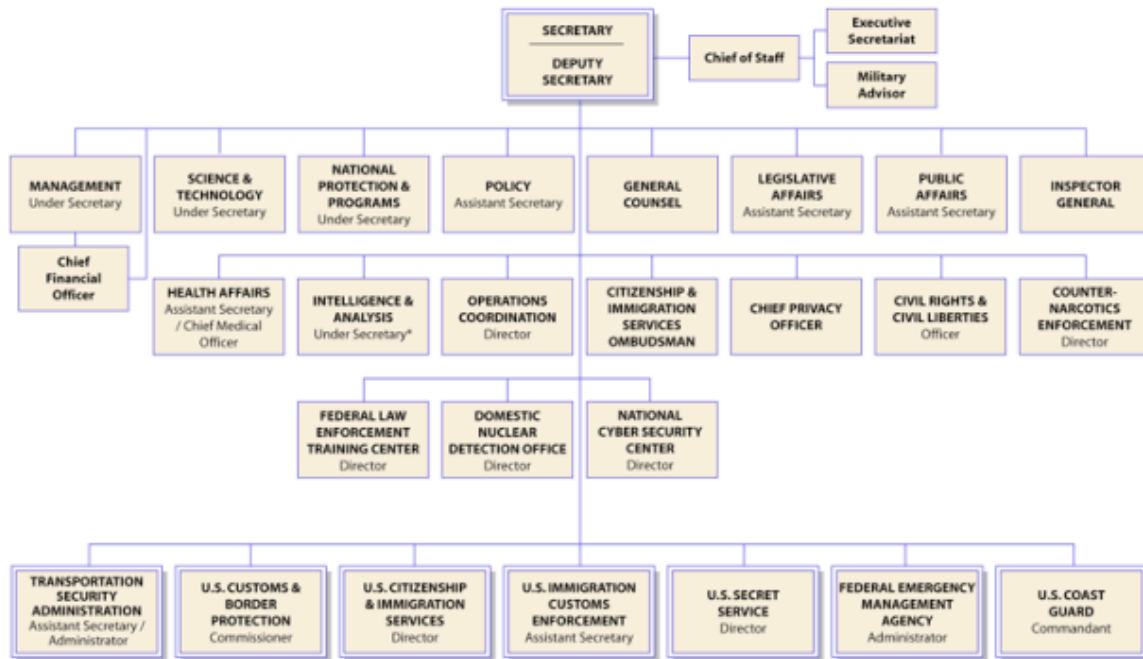 SECRETARY
DEPUTY
SECRETARY
Chief of Staff
Executive
Secretariat
Military
Advisor
MANAGEMENT
Under Secretary
SCIENCE &
TECHNOLOGY
Under Secretary
NATIONAL
PROTECTION &
PROGRAMS
Under Secretary
POLICY
Assistant Secretary
GENERAL
COUNSEL
LEGISLATIVE
AFFAIRS
Assistant Secretary
PUBLIC
AFFAIRS
Assistant Secretary
INSPECTOR
GENERAL
Chief
Financial
Officer
HEALTH AFFAIRS
Assistant Secretary
/ Chief Medical
Officer
INTELLIGENCE &
ANALYSIS
Under Secretary*
OPERATIONS
COORDINATION
Director
CITIZENSHIP &
IMMIGRATION
SERVICES
OMBUDSMAN
CHIEF PRIVACY
OFFICER
CIVIL RIGHTS &
CIVIL LIBERTIES
Officer
COUNTER-
NARCOTICS
ENFORCEMENT
Director
FEDERAL LAW
ENFORCEMENT
TRAINING CENTER
Director
DOMESTIC
NUCLEAR
DETECTION OFFICE
Director
NATIONAL
CYBER SECURITY
CENTER
Director
TRANSPORTATION
SECURITY
ADMINISTRATION
Assistant Secretary /
Administrator
U.S. CUSTOMS &
BORDER
PROTECTION
Commissioner
U.S. CITIZENSHIP
& IMMIGRATION
SERVICES
Director
U.S. IMMIGRATION
CUSTOMS
ENFORCEMENT
Assistant Secretary
U.S. SECRET
SERVICE
Director
FEDERAL EMERGENCY
MANAGEMENT
AGENCY
Administrator
U.S. COAST
GUARD
Commandant